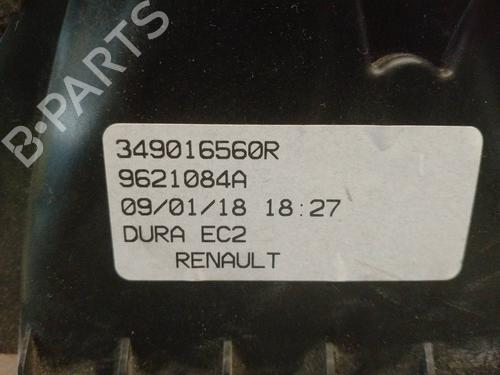 B-PARTS
349016560R
9621084A
09/01/18 18:27
DURA EC2
RENAULT